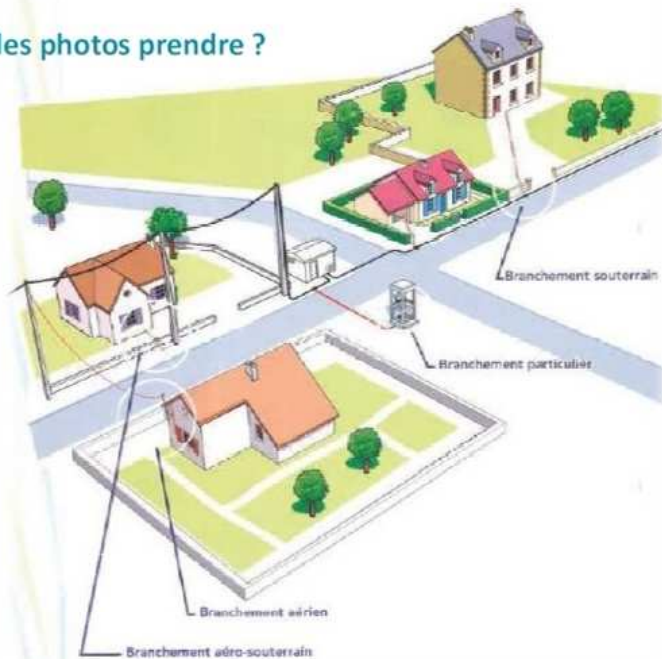 les photos prendre ?
Branchement souterrain
Branchement particulier
Branchement aérien
Branchement aéro-souterrain